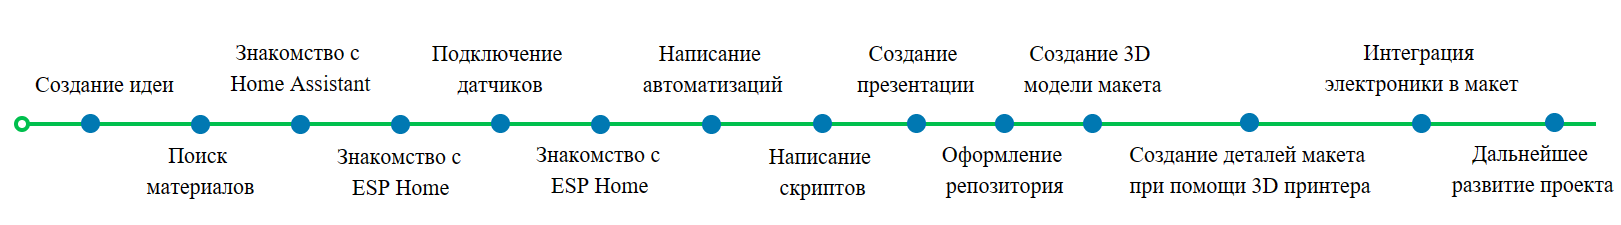 Создание идеи
Поиск
материалов
Знакомство с
Home Assistant
Знакомство с
ESP Home
Подключение
датчиков
Знакомство с
ESP Home
Написание
автоматизаций
Написание
скриптов
Создание
презентации
Оформление
репозитория
Создание 3D
модели макета
Создание деталей макета
при помощи 3D принтера
Интеграция
электроники в макет
Дальнейшее
развитие проекта